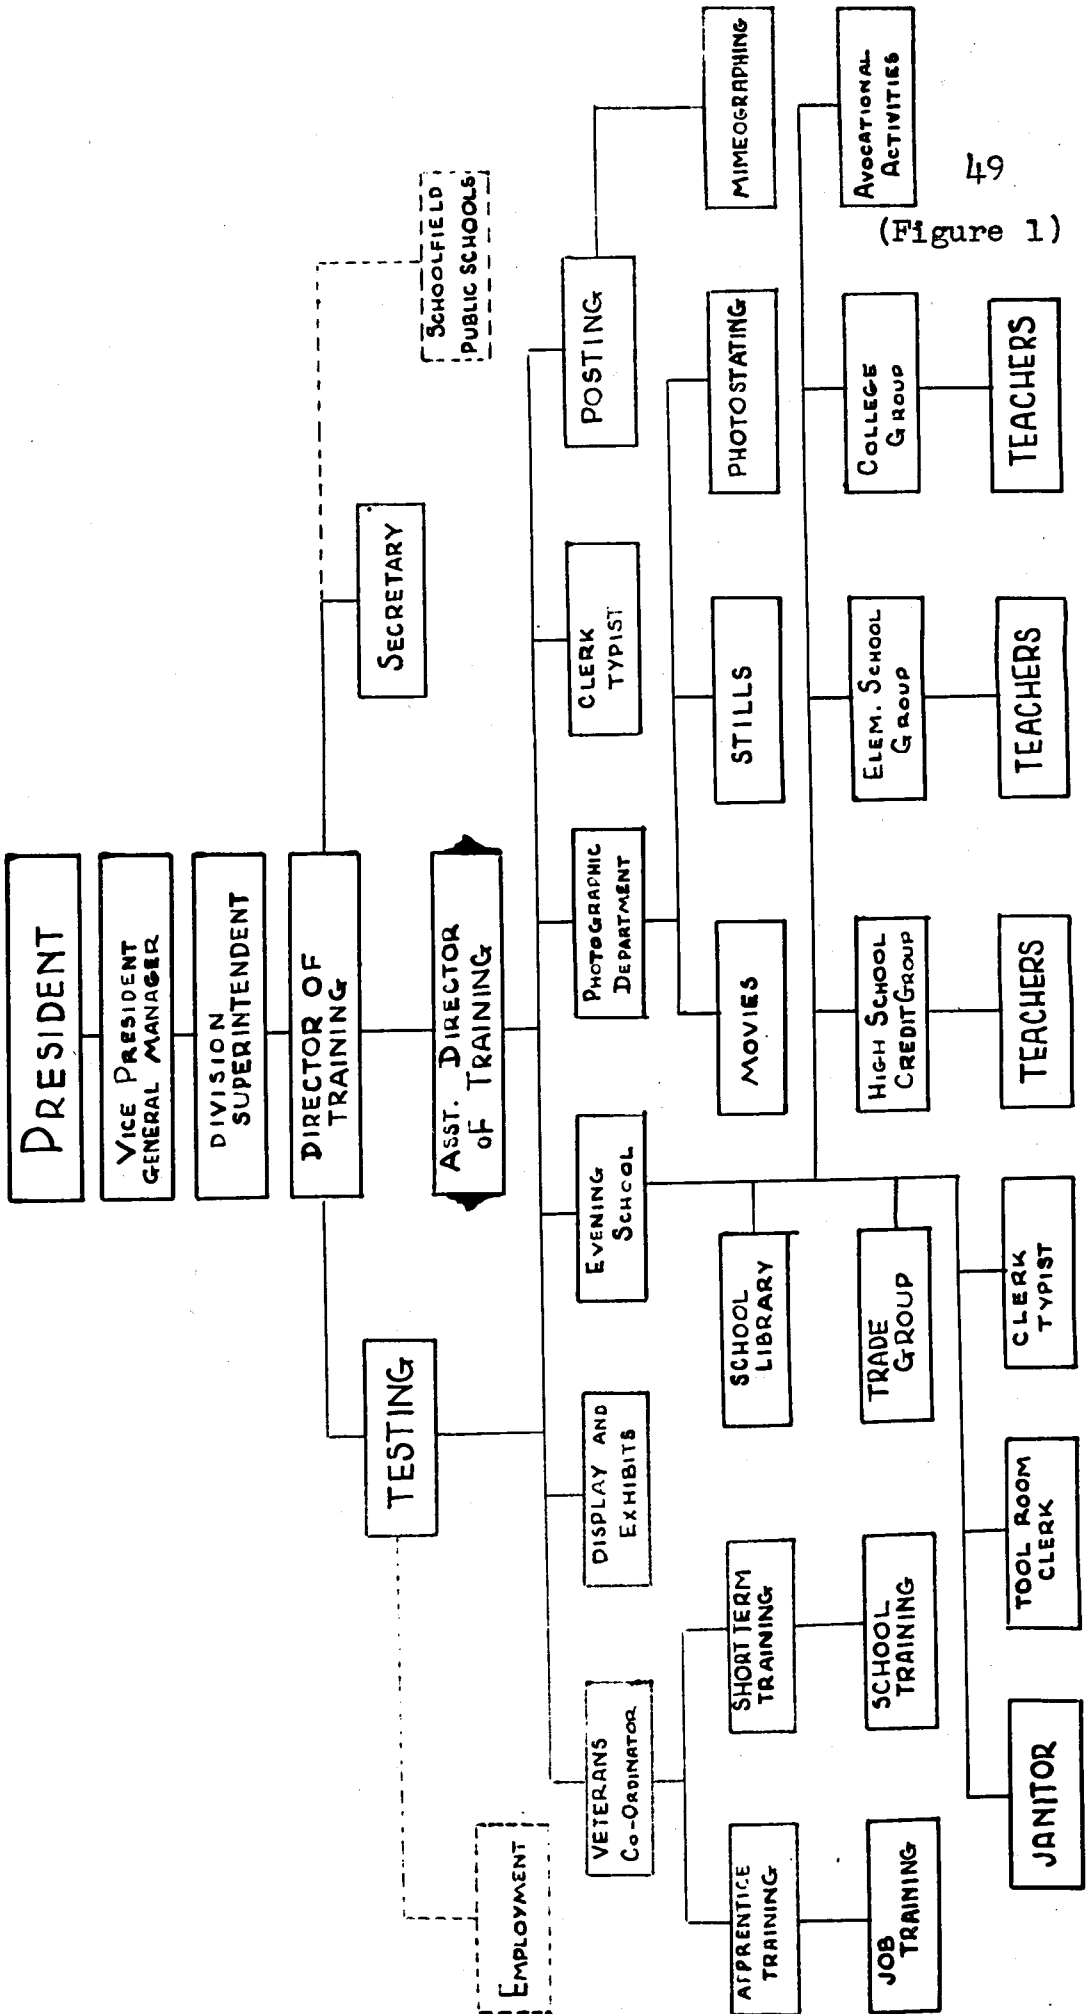 49
(Figure 1)
PRESIDENT
VICE PRESIDENT
GENERAL MANAGER
DIVISION
SUPERINTENDENT
DIRECTOR OF
TRAINING
TESTING
SECRETARY
SCHOOLFIELD
PUBLIC SCHOOLS
EMPLOYMENT
ASST. DIRECTOR
OF TRAINING
VETERANS
CO-ORDINATOR
DISPLAY AND
EXHIBITS
EVENING
SCHOOL
PHOTOGRAPHIC
DEPARTMENT
CLERK
TYPIST
POSTING
APPRENTICE
TRAINING
SHORT TERM
TRAINING
SCHOOL
LIBRARY
MOVIES
STILLS
PHOTOSTATING
MIMEOGRAPHING
JOB
TRAINING
SCHOOL
TRAINING
TRADE
GROUP
HIGH SCHOOL
CREDIT GROUP
ELEM. SCHOOL
GROUP
COLLEGE
GROUP
AVOCATIONAL
ACTIVITIES
JANITOR
TOOL ROOM
CLERK
CLERK
TYPIST
TEACHERS
TEACHERS
TEACHERS